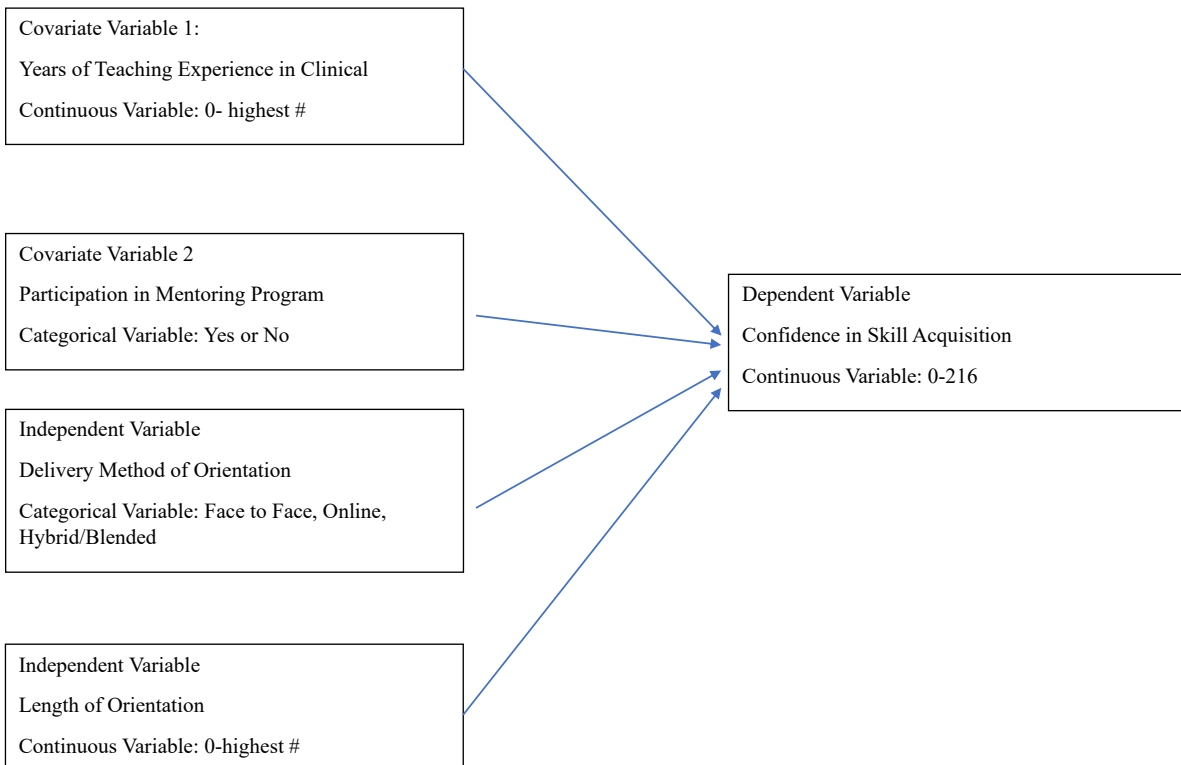 Covariate Variable 1:
Years of Teaching Experience in Clinical
Continuous Variable: 0- highest #
Covariate Variable 2
Participation in Mentoring Program
Categorical Variable: Yes or No
Independent Variable
Delivery Method of Orientation
Categorical Variable: Face to Face, Online,
Hybrid/Blended
Independent Variable
Length of Orientation
Continuous Variable: 0-highest #
Dependent Variable
Confidence in Skill Acquisition
Continuous Variable: 0-216